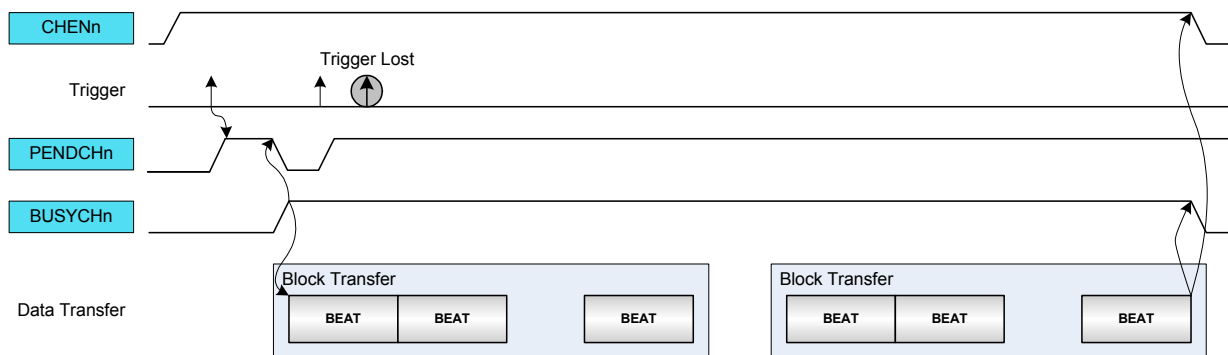 CHENn
Trigger Lost
Trigger
PENDCHn
BUSYCHn
Block Transfer
Block Transfer
Data Transfer
BEAT
BEAT
BEAT
BEAT
BEAT
BEAT